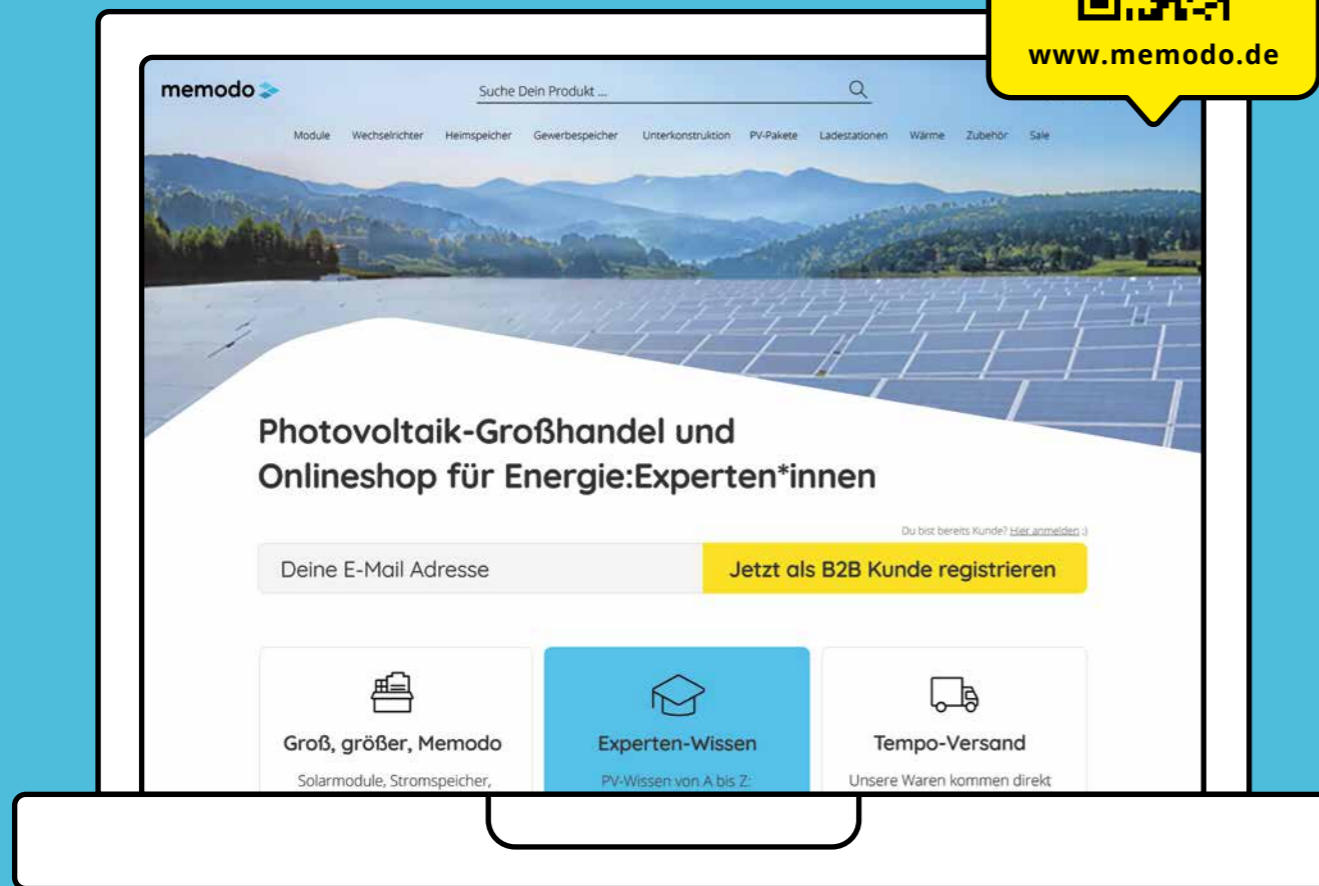 www.memodo.de
memodo
Suche Dein Produkt ...
Module Wechselrichter Heimspeicher Gewerbespeicher Unterkonstruktion PV-Pakete Ladestationen Wärme Zubehör Sale
Photovoltaik-Großhandel und
Onlineshop für Energie:Experten*innen
Du bist bereits Kunde? Hier anmelden :)
Deine E-Mail Adresse Jetzt als B2B Kunde registrieren
Groß, größer, Memodo Experten-Wissen Tempo-Versand
Solarmodule, Stromspeicher, PV-Wissen von A bis Z: Unsere Waren kommen direkt